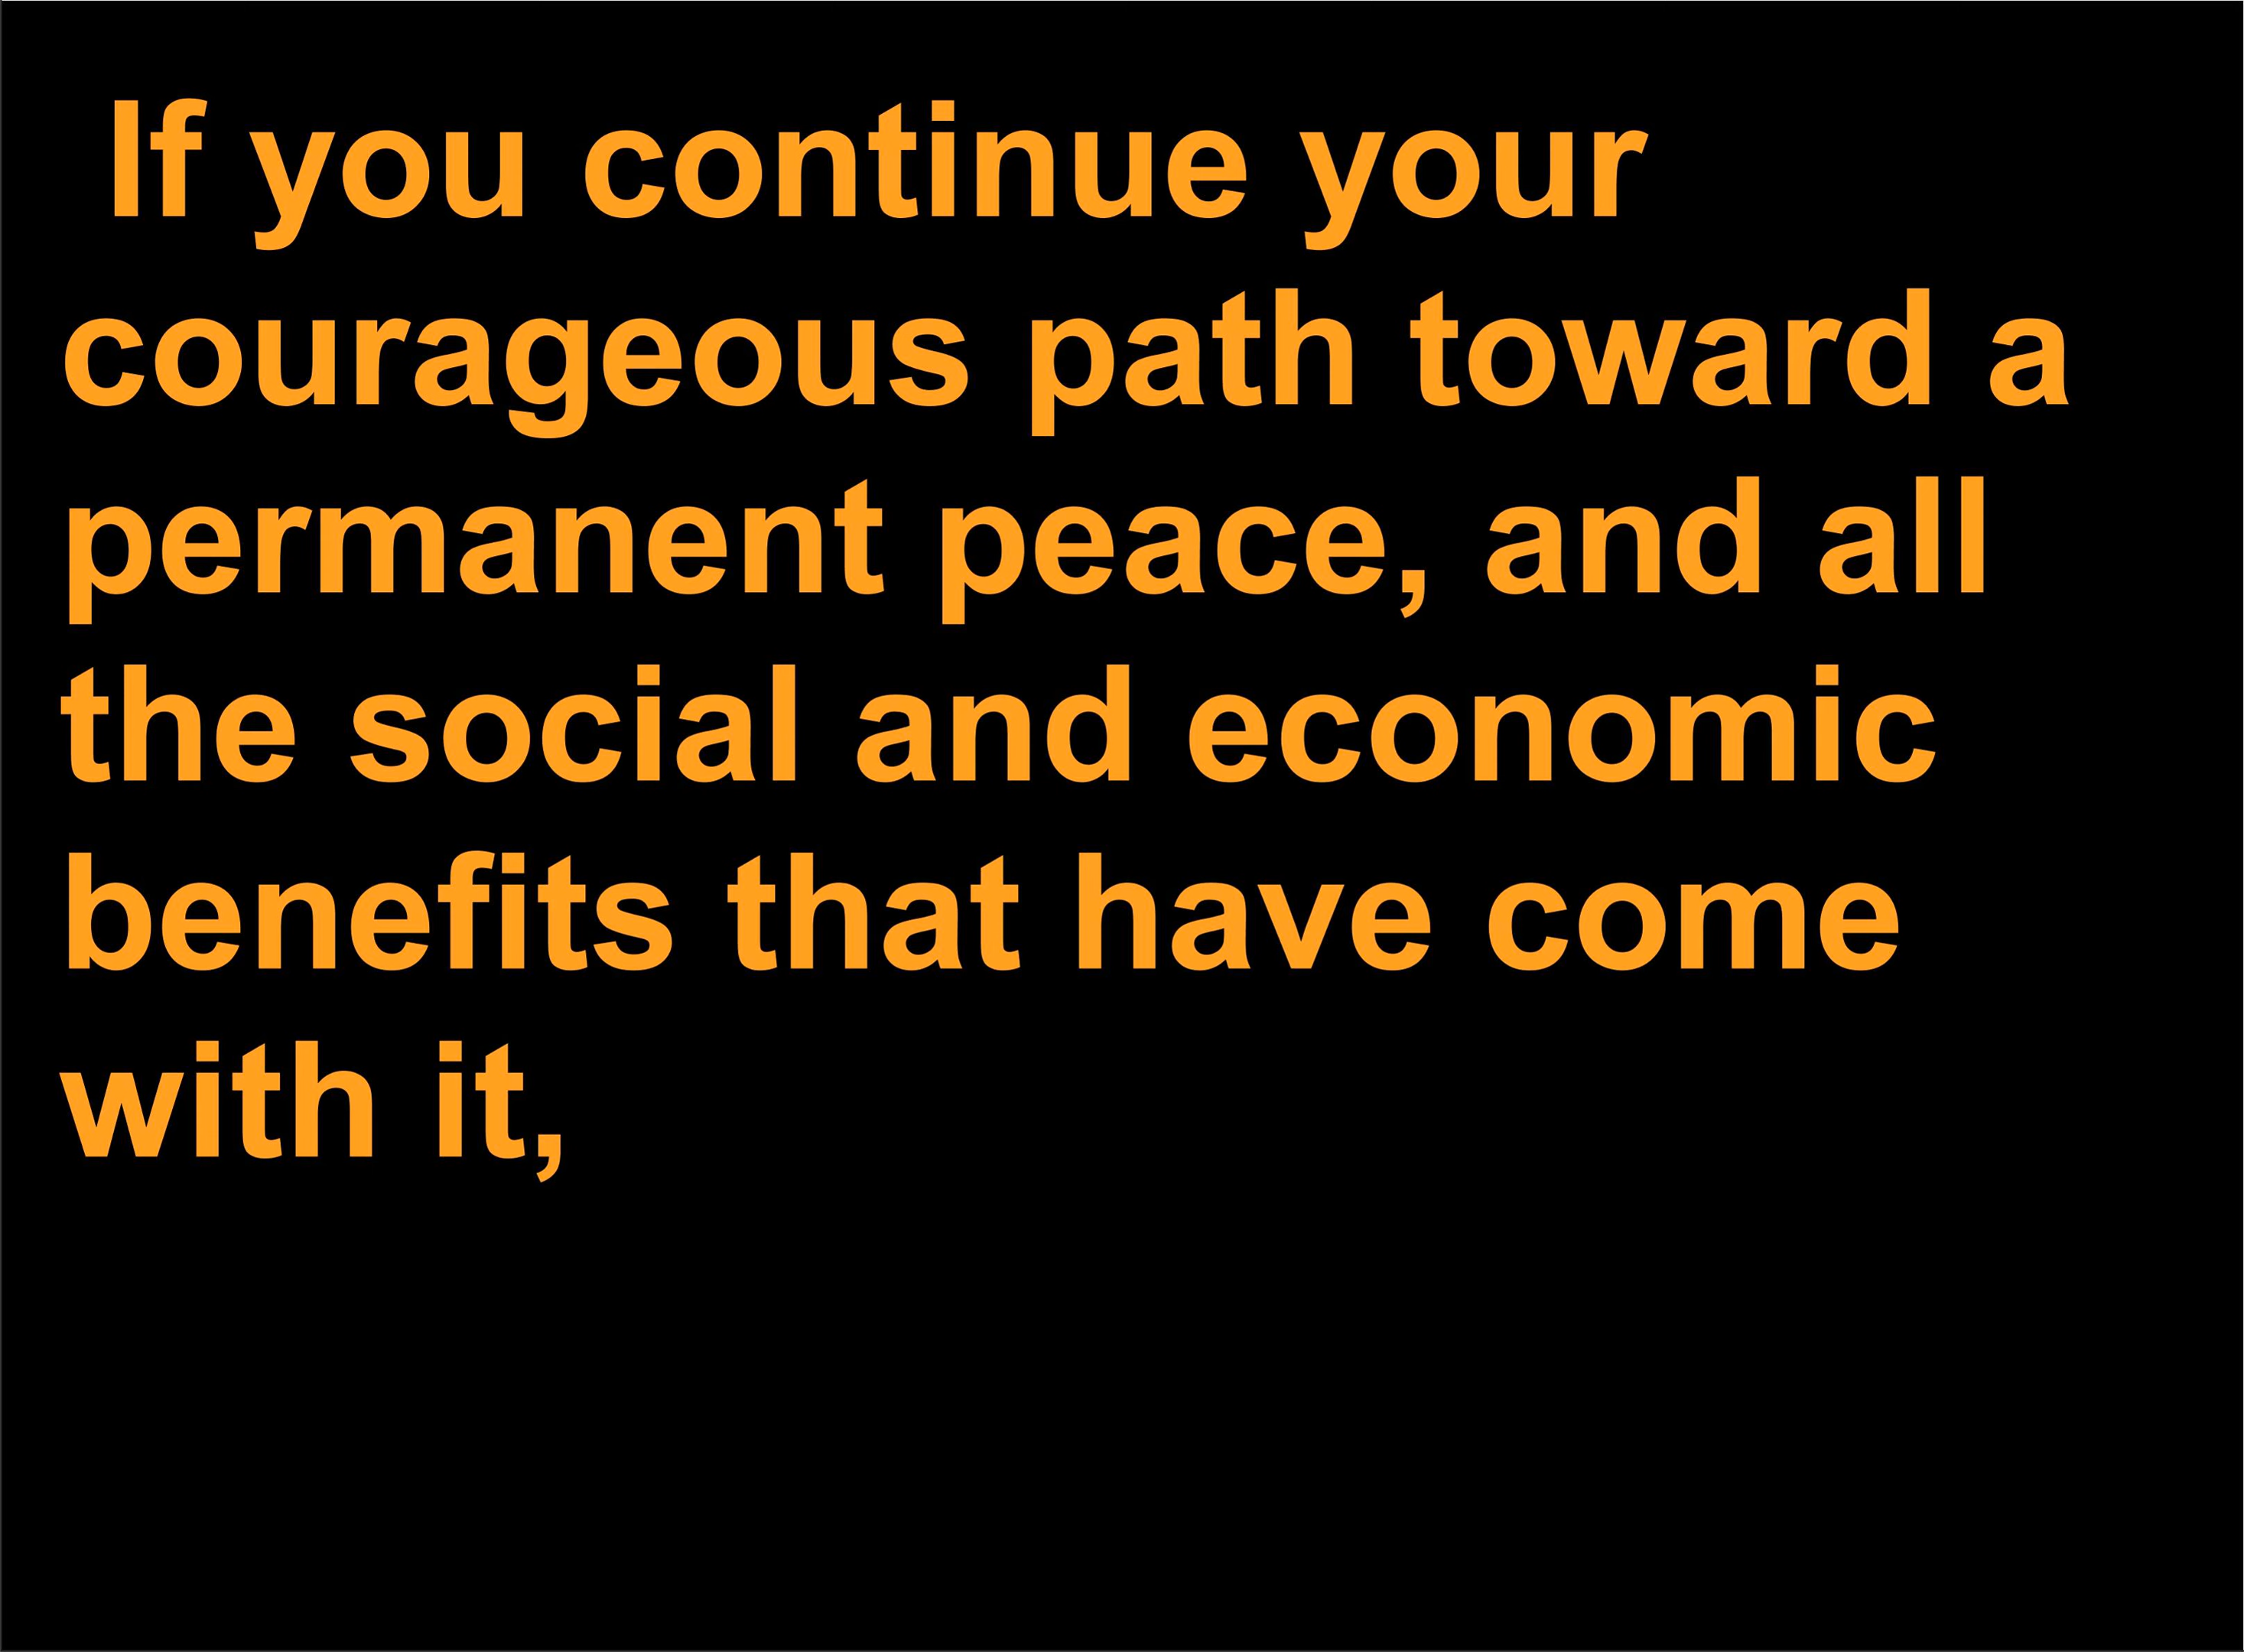 If you continue your
courageous path toward a
permanent peace, and all
the social and economic
benefits that have come
with it,